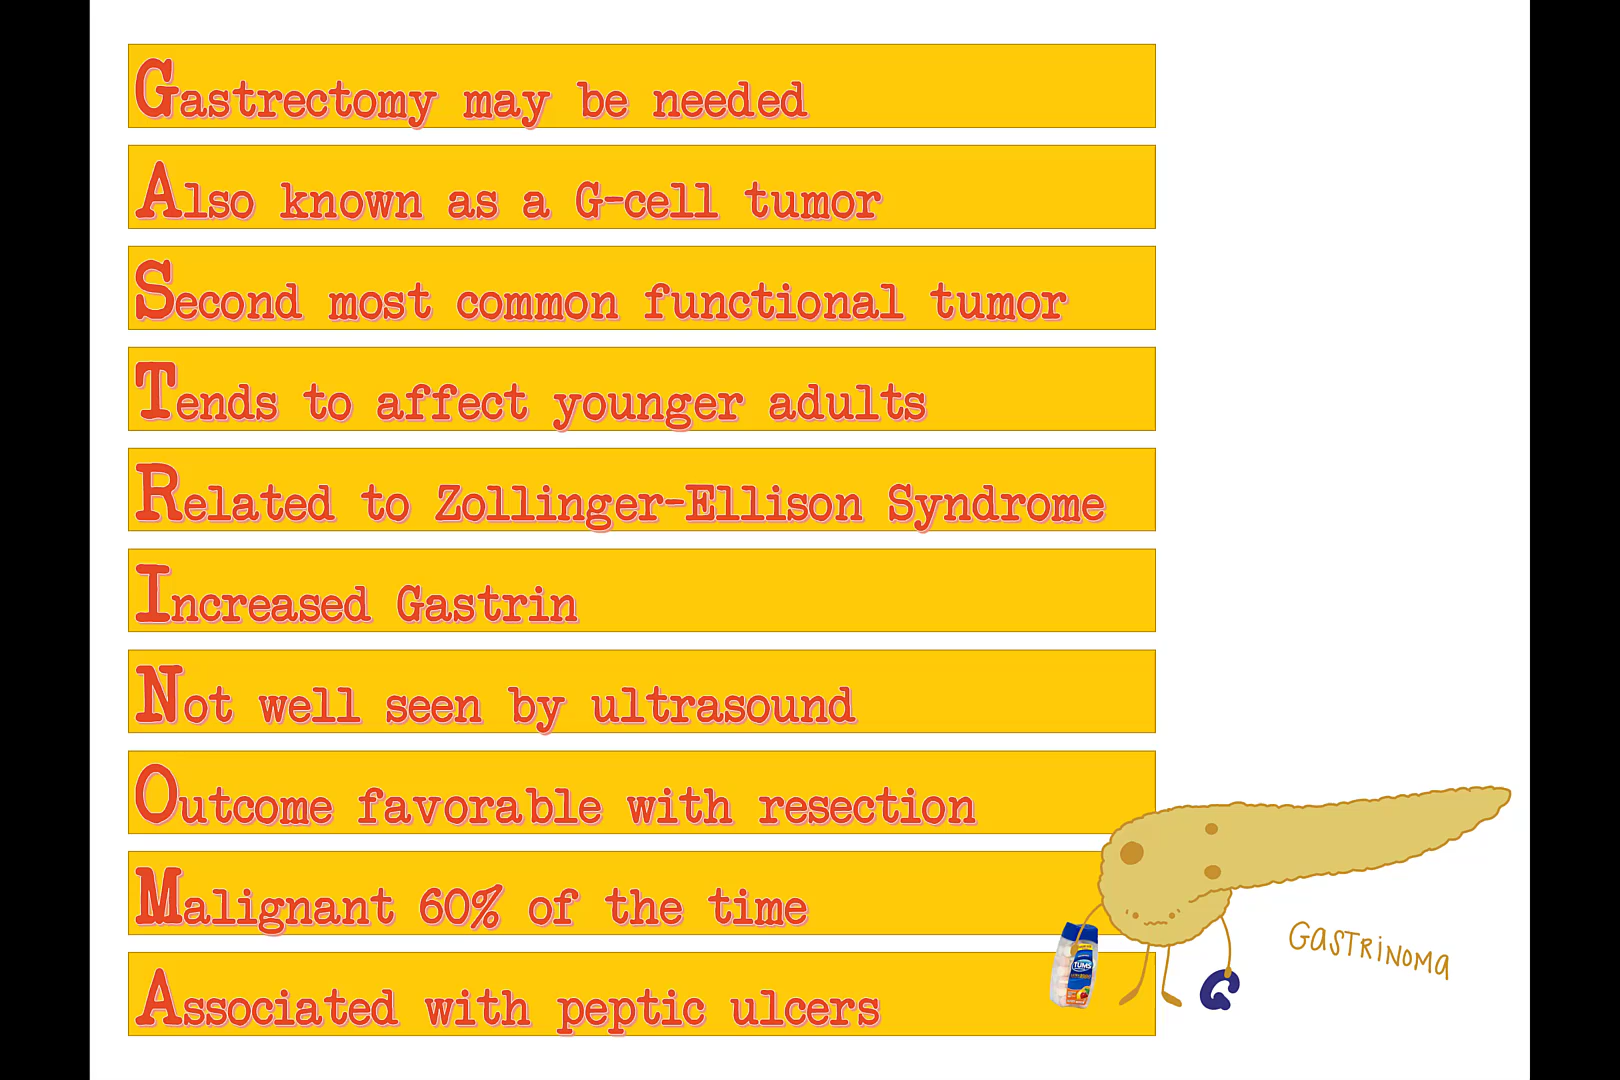 Gastrectomy may be needed
Also known as a G-cell tumor
Second most common functional tumor
Tends to affect younger adults
Related to Zollinger-Ellison Syndrome
Increased Gastrin
Not well seen by ultrasound
Outcome favorable with resection
Malignant 60% of the time
Associated with peptic ulcers
TUMS
G
GASTRINOMA